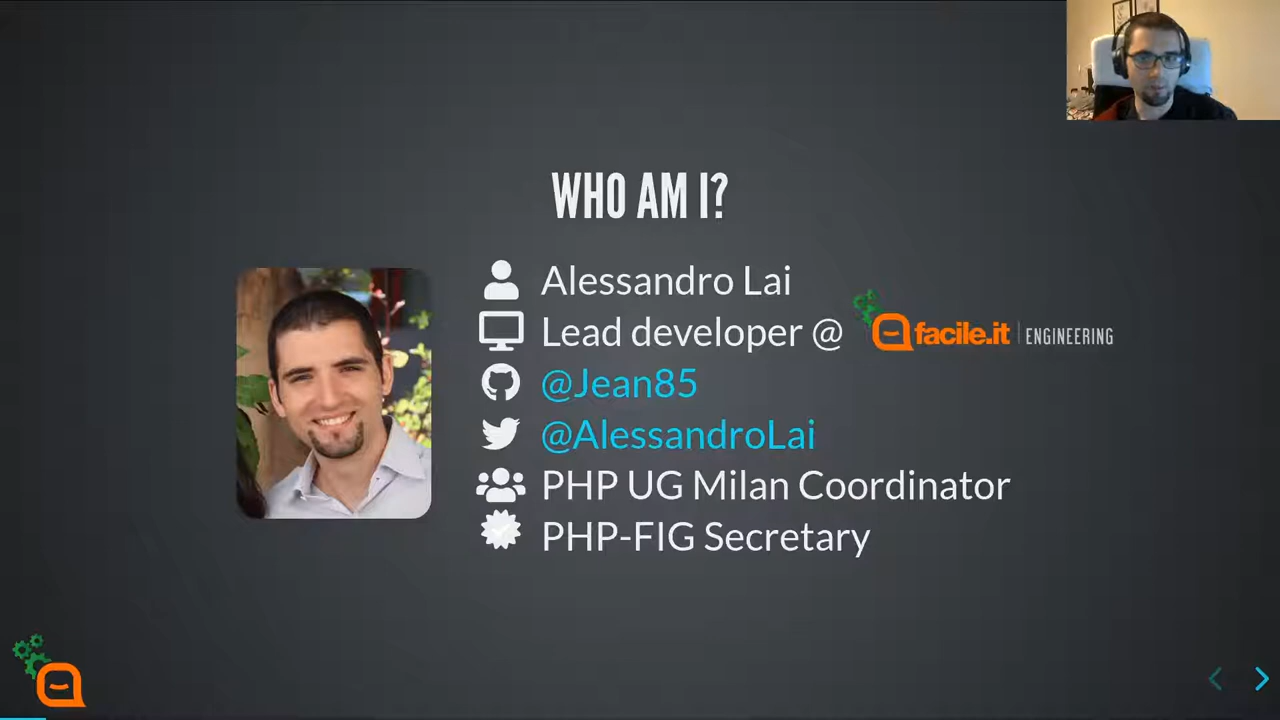 WHO AM I?
Alessandro Lai
Lead developer @ facile.it | ENGINEERING
@Jean85
@AlessandroLai
PHP UG Milan Coordinator
PHP-FIG Secretary